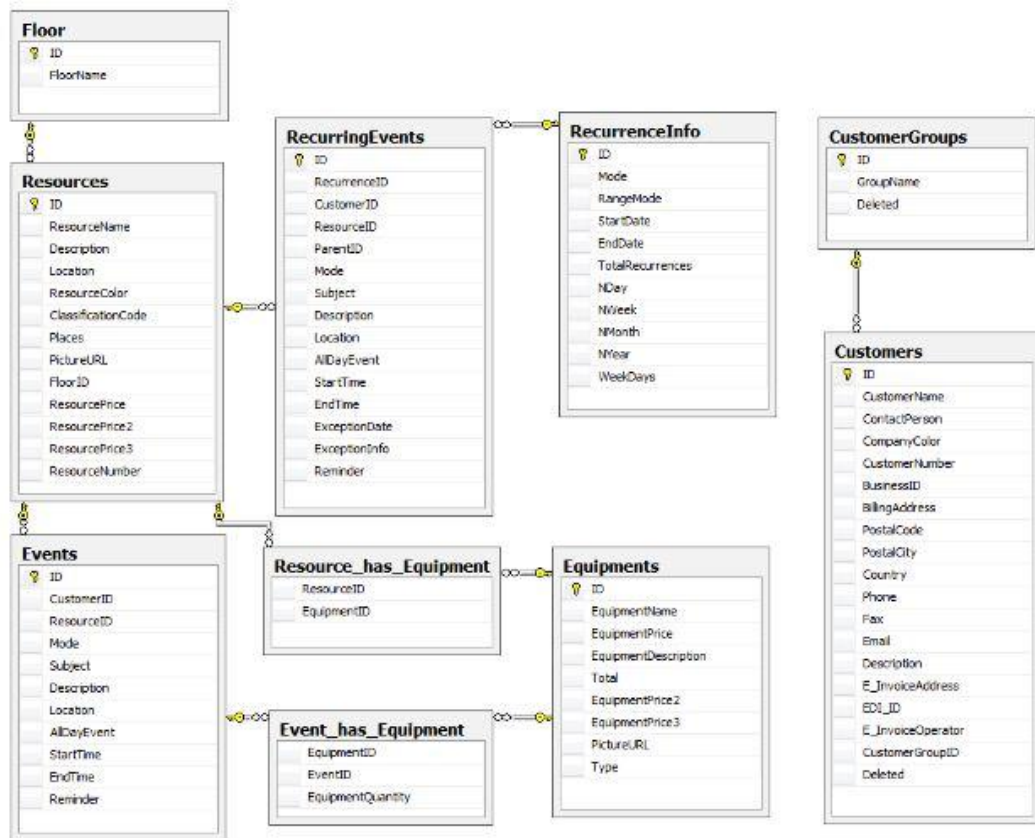 Floor
ID
FloorName
Resources
ID
ResourceName
Description
Location
ResourceColor
ClassificationCode
Places
PictureURL
FloorID
ResourcePrice
ResourcePrice2
ResourcePrice3
ResourceNumber
Events
ID
CustomerID
ResourceID
Mode
Subject
Description
Location
AllDayEvent
StartTime
EndTime
Reminder
RecurringEvents
ID
RecurrenceID
CustomerID
ResourceID
ParentID
Mode
Subject
Description
Location
AllDayEvent
StartTime
EndTime
ExceptionDate
ExceptionInfo
Reminder
Resource_has_Equipment
ResourceID
EquipmentID
Event_has_Equipment
EquipmentID
EventID
EquipmentQuantity
RecurrenceInfo
ID
Mode
RangeMode
StartDate
EndDate
TotalRecurrences
NDay
NWeek
NMonth
NYear
WeekDays
Equipments
ID
EquipmentName
EquipmentPrice
EquipmentDescription
Total
EquipmentPrice2
EquipmentPrice3
PictureURL
Type
CustomerGroups
ID
GroupName
Deleted
Customers
ID
CustomerName
ContactPerson
CompanyColor
CustomerNumber
BusinessID
BillingAddress
PostalCode
PostalCity
Country
Phone
Fax
Email
Description
E_InvoiceAddress
EDI_ID
E_InvoiceOperator
CustomerGroupID
Deleted